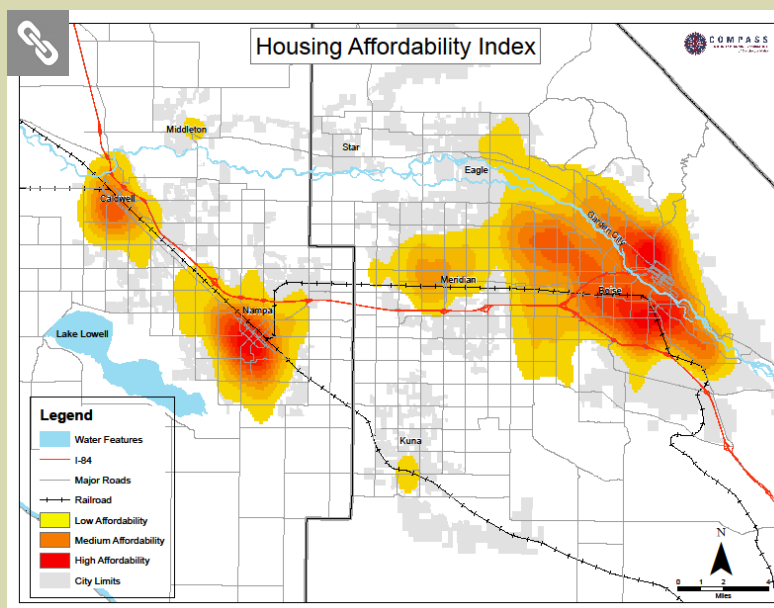 Housing Affordability Index
COMPASS
Middleton
Star
Eagle
Caldwell
Garden City
Meridian
Boise
Nampa
Lake Lowell
Kuna
Legend
Water Features
I-84
Major Roads
Railroad
Low Affordability
Medium Affordability
High Affordability
City Limits
N
0 1 2 4
Miles